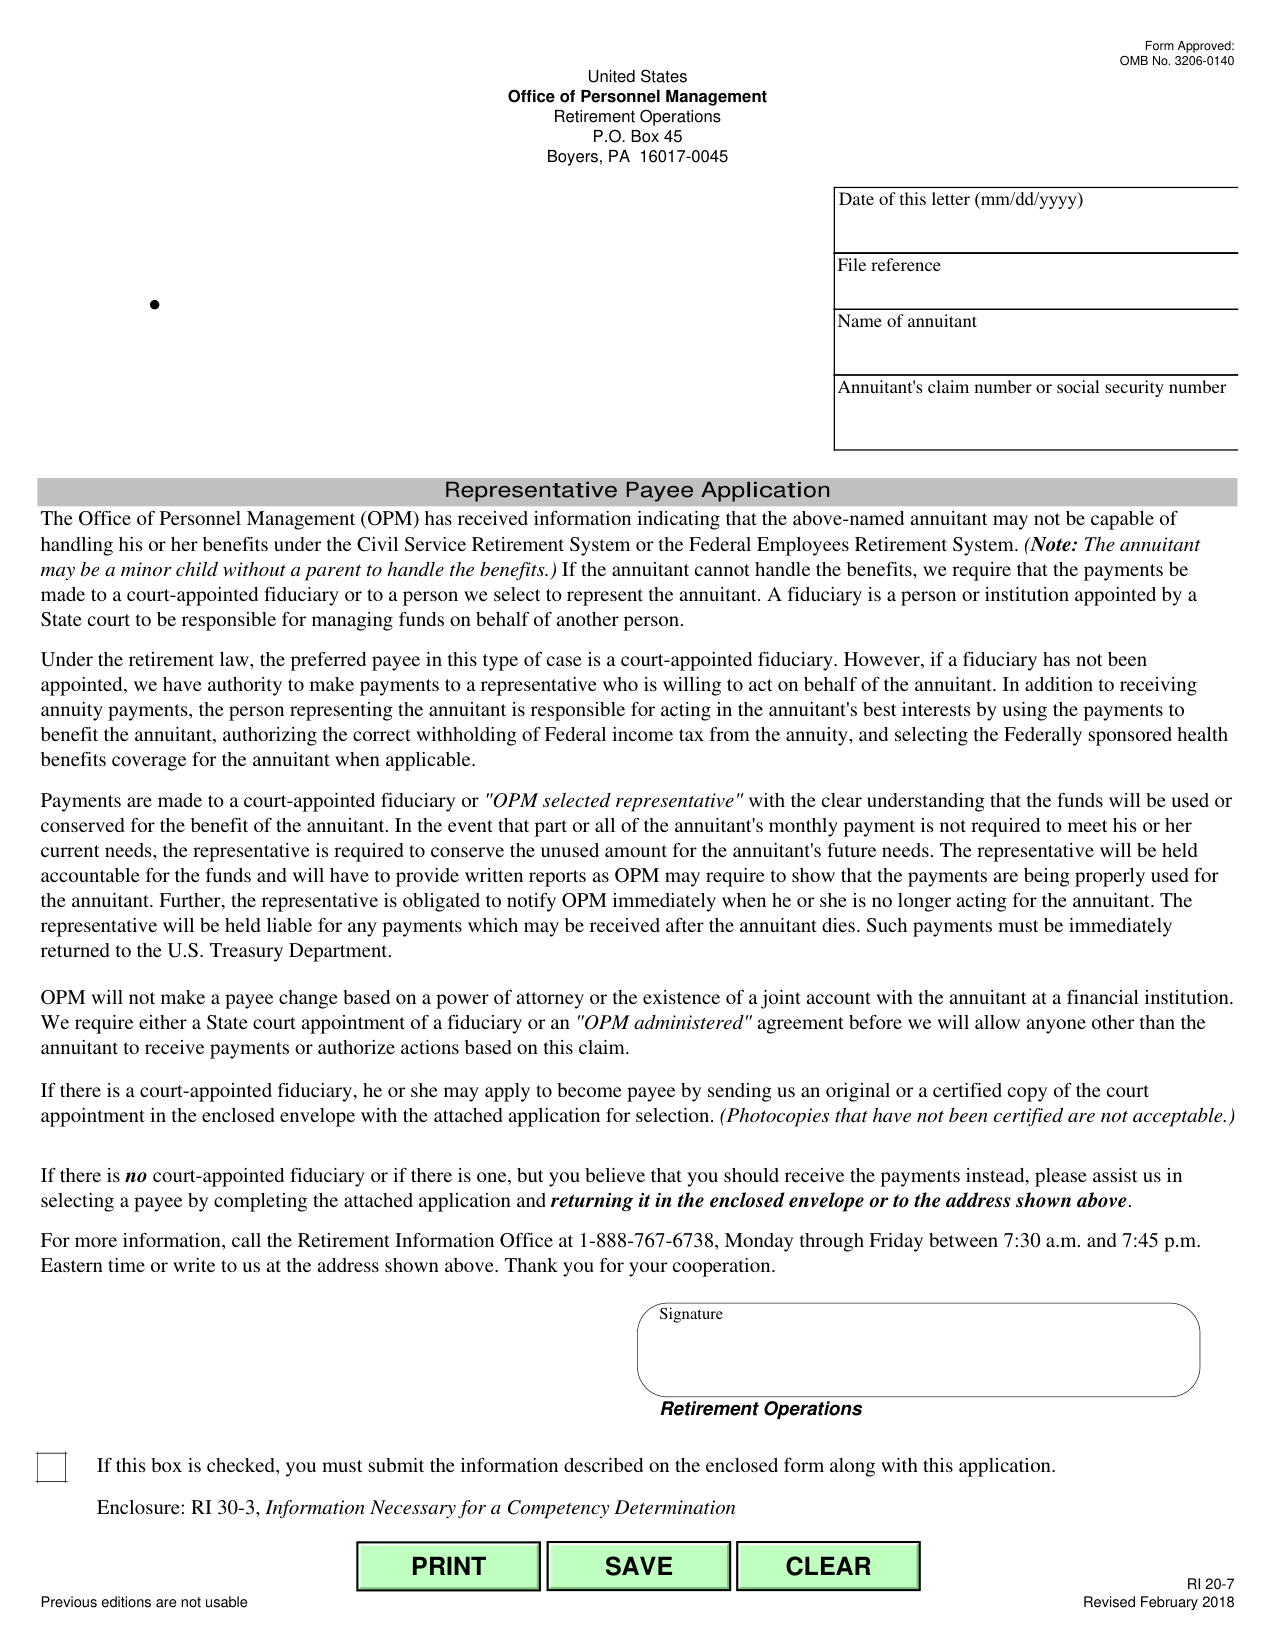 Form Approved:
OMB No. 3206-0140
United States
Office of Personnel Management
Retirement Operations
P.O. Box 45
Boyers, PA 16017-0045
Date of this letter (mm/dd/yyyy)
File reference
Name of annuitant
Annuitant's claim number or social security number
Representative Payee Application
The Office of Personnel Management (OPM) has received information indicating that the above-named annuitant may not be capable of
handling his or her benefits under the Civil Service Retirement System or the Federal Employees Retirement System. (Note: The annuitant
may be a minor child without a parent to handle the benefits.) If the annuitant cannot handle the benefits, we require that the payments be
made to a court-appointed fiduciary or to a person we select to represent the annuitant. A fiduciary is a person or institution appointed by a
State court to be responsible for managing funds on behalf of another person.
Under the retirement law, the preferred payee in this type of case is a court-appointed fiduciary. However, if a fiduciary has not been
appointed, we have authority to make payments to a representative who is willing to act on behalf of the annuitant. In addition to receiving
annuity payments, the person representing the annuitant is responsible for acting in the annuitant's best interests by using the payments to
benefit the annuitant, authorizing the correct withholding of Federal income tax from the annuity, and selecting the Federally sponsored health
benefits coverage for the annuitant when applicable.
Payments are made to a court-appointed fiduciary or "OPM selected representative" with the clear understanding that the funds will be used or
conserved for the benefit of the annuitant. In the event that part or all of the annuitant's monthly payment is not required to meet his or her
current needs, the representative is required to conserve the unused amount for the annuitant's future needs. The representative will be held
accountable for the funds and will have to provide written reports as OPM may require to show that the payments are being properly used for
the annuitant. Further, the representative is obligated to notify OPM immediately when he or she is no longer acting for the annuitant. The
representative will be held liable for any payments which may be received after the annuitant dies. Such payments must be immediately
returned to the U.S. Treasury Department.
OPM will not make a payee change based on a power of attorney or the existence of a joint account with the annuitant at a financial institution.
We require either a State court appointment of a fiduciary or an "OPM administered" agreement before we will allow anyone other than the
annuitant to receive payments or authorize actions based on this claim.
If there is a court-appointed fiduciary, he or she may apply to become payee by sending us an original or a certified copy of the court
appointment in the enclosed envelope with the attached application for selection. (Photocopies that have not been certified are not acceptable.)
If there is no court-appointed fiduciary or if there is one, but you believe that you should receive the payments instead, please assist us in
selecting a payee by completing the attached application and returning it in the enclosed envelope or to the address shown above.
For more information, call the Retirement Information Office at 1-888-767-6738, Monday through Friday between 7:30 a.m. and 7:45 p.m.
Eastern time or write to us at the address shown above. Thank you for your cooperation.
Signature
Retirement Operations
If this box is checked, you must submit the information described on the enclosed form along with this application.
Enclosure: RI 30-3, Information Necessary for a Competency Determination
PRINT SAVE CLEAR
RI 20-7
Previous editions are not usable Revised February 2018